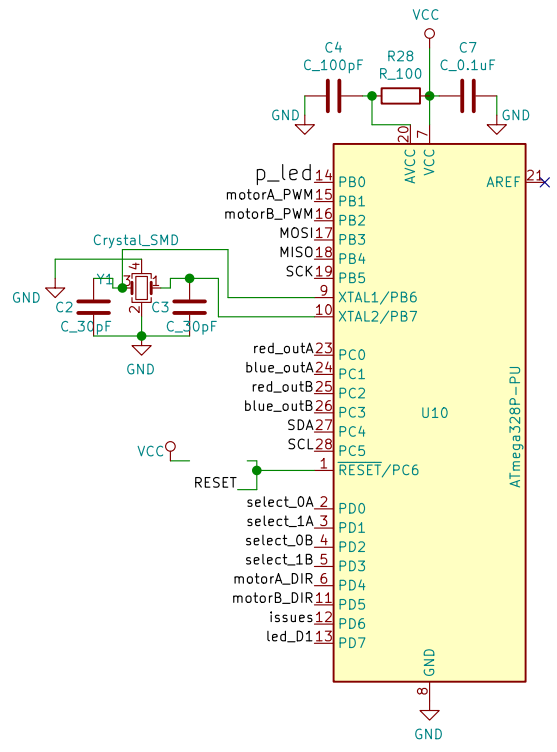 VCC
C4
C_100pF
R28
R_100
C7
C_0.1uF
GND
GND
20
7
AVCC
VCC
p_led 14 PB0
AREF 21
motorA_PWM 15 PB1
motorB_PWM 16 PB2
MOSI 17 PB3
MISO 18 PB4
SCK 19 PB5
Crystal_SMD
4
Y1
3
1
GND
C2
C3
2
C_30pF
C_30pF
GND
9 XTAL1/PB6
10 XTAL2/PB7
red_outA 23 PC0
blue_outA 24 PC1
red_outB 25 PC2
blue_outB 26 PC3
SDA 27 PC4
SCL 28 PC5
U10
ATmega328P-PU
VCC
1 RESET/PC6
RESET
select_0A 2 PD0
select_1A 3 PD1
select_0B 4 PD2
select_1B 5 PD3
motorA_DIR 6 PD4
motorB_DIR 11 PD5
issues 12 PD6
led_D1 13 PD7
GND
8
GND